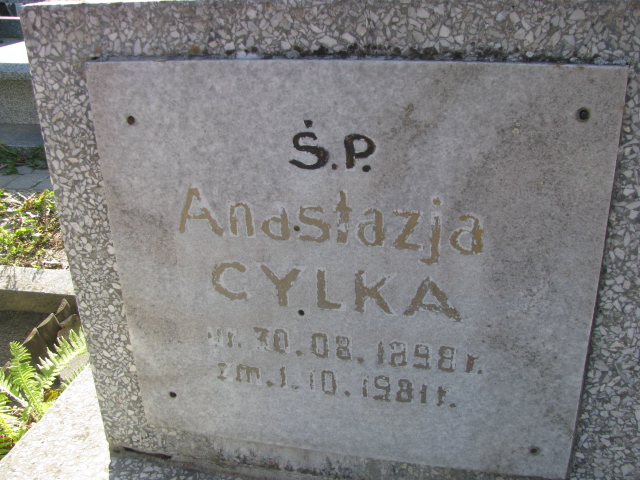 Ś.P.
Anastazja
CYLKA
ur. 30.08.1898 r.
zm. 1.10.1981 r.